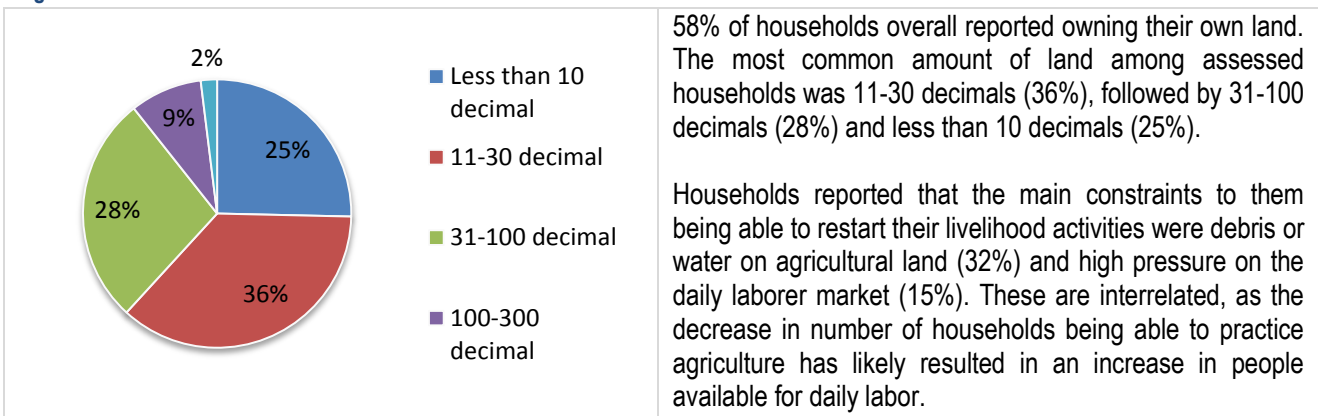 2%
9%
25%
28%
36%
Less than 10
decimal
11-30 decimal
31-100 decimal
100-300
decimal
58% of households overall reported owning their own land.
The most common amount of land among assessed
households was 11-30 decimals (36%), followed by 31-100
decimals (28%) and less than 10 decimals (25%).
Households reported that the main constraints to them
being able to restart their livelihood activities were debris or
water on agricultural land (32%) and high pressure on the
daily laborer market (15%). These are interrelated, as the
decrease in number of households being able to practice
agriculture has likely resulted in an increase in people
available for daily labor.